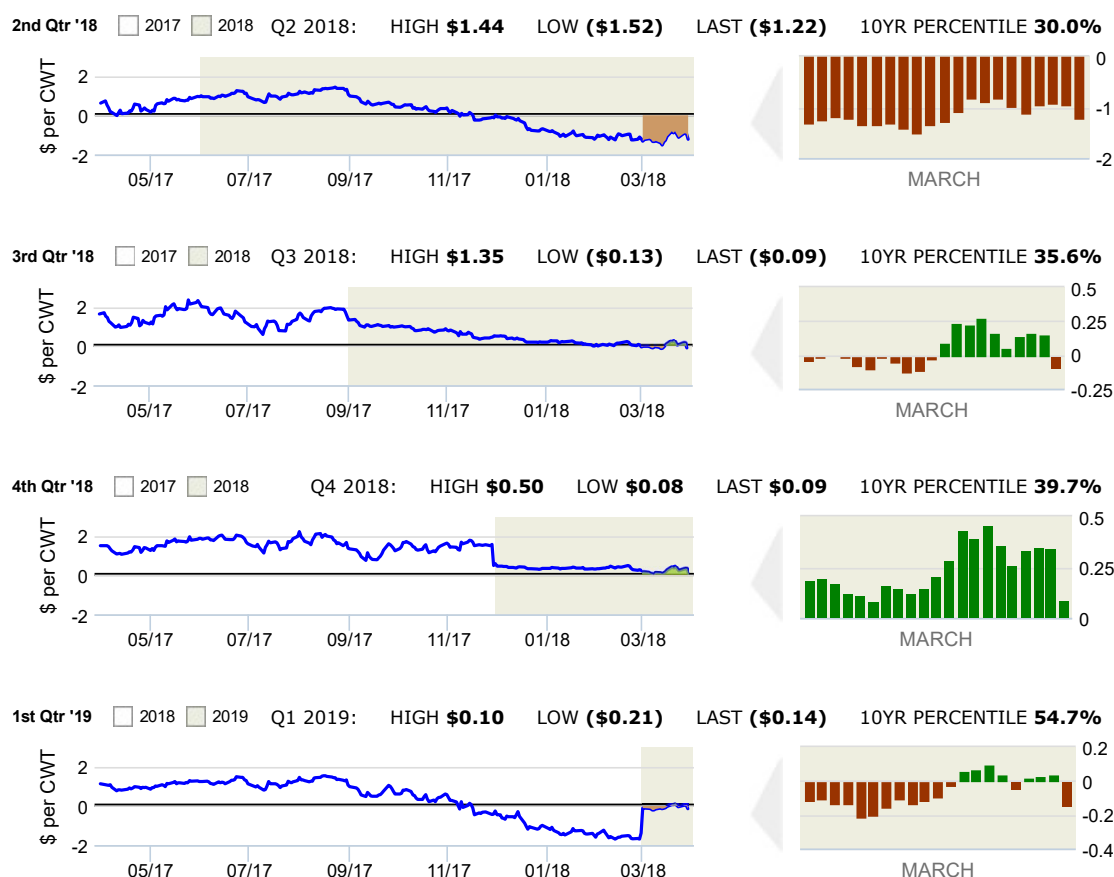 2nd Qtr '18 2017 2018 Q2 2018: HIGH $1.44 LOW ($1.52) LAST ($1.22) 10YR PERCENTILE 30.0%
$ per CWT
2
0
-2
05/17 07/17 09/17 11/17 01/18 03/18
0
-1
-2
MARCH
3rd Qtr '18 2017 2018 Q3 2018: HIGH $1.35 LOW ($0.13) LAST ($0.09) 10YR PERCENTILE 35.6%
$ per CWT
2
0
-2
05/17 07/17 09/17 11/17 01/18 03/18
0.5
0.25
0
-0.25
MARCH
4th Qtr '18 2017 2018 Q4 2018: HIGH $0.50 LOW $0.08 LAST $0.09 10YR PERCENTILE 39.7%
$ per CWT
2
0
-2
05/17 07/17 09/17 11/17 01/18 03/18
0.5
0.25
0
MARCH
1st Qtr '19 2018 2019 Q1 2019: HIGH $0.10 LOW ($0.21) LAST ($0.14) 10YR PERCENTILE 54.7%
$ per CWT
2
0
-2
05/17 07/17 09/17 11/17 01/18 03/18
0.2
0
-0.2
-0.4
MARCH